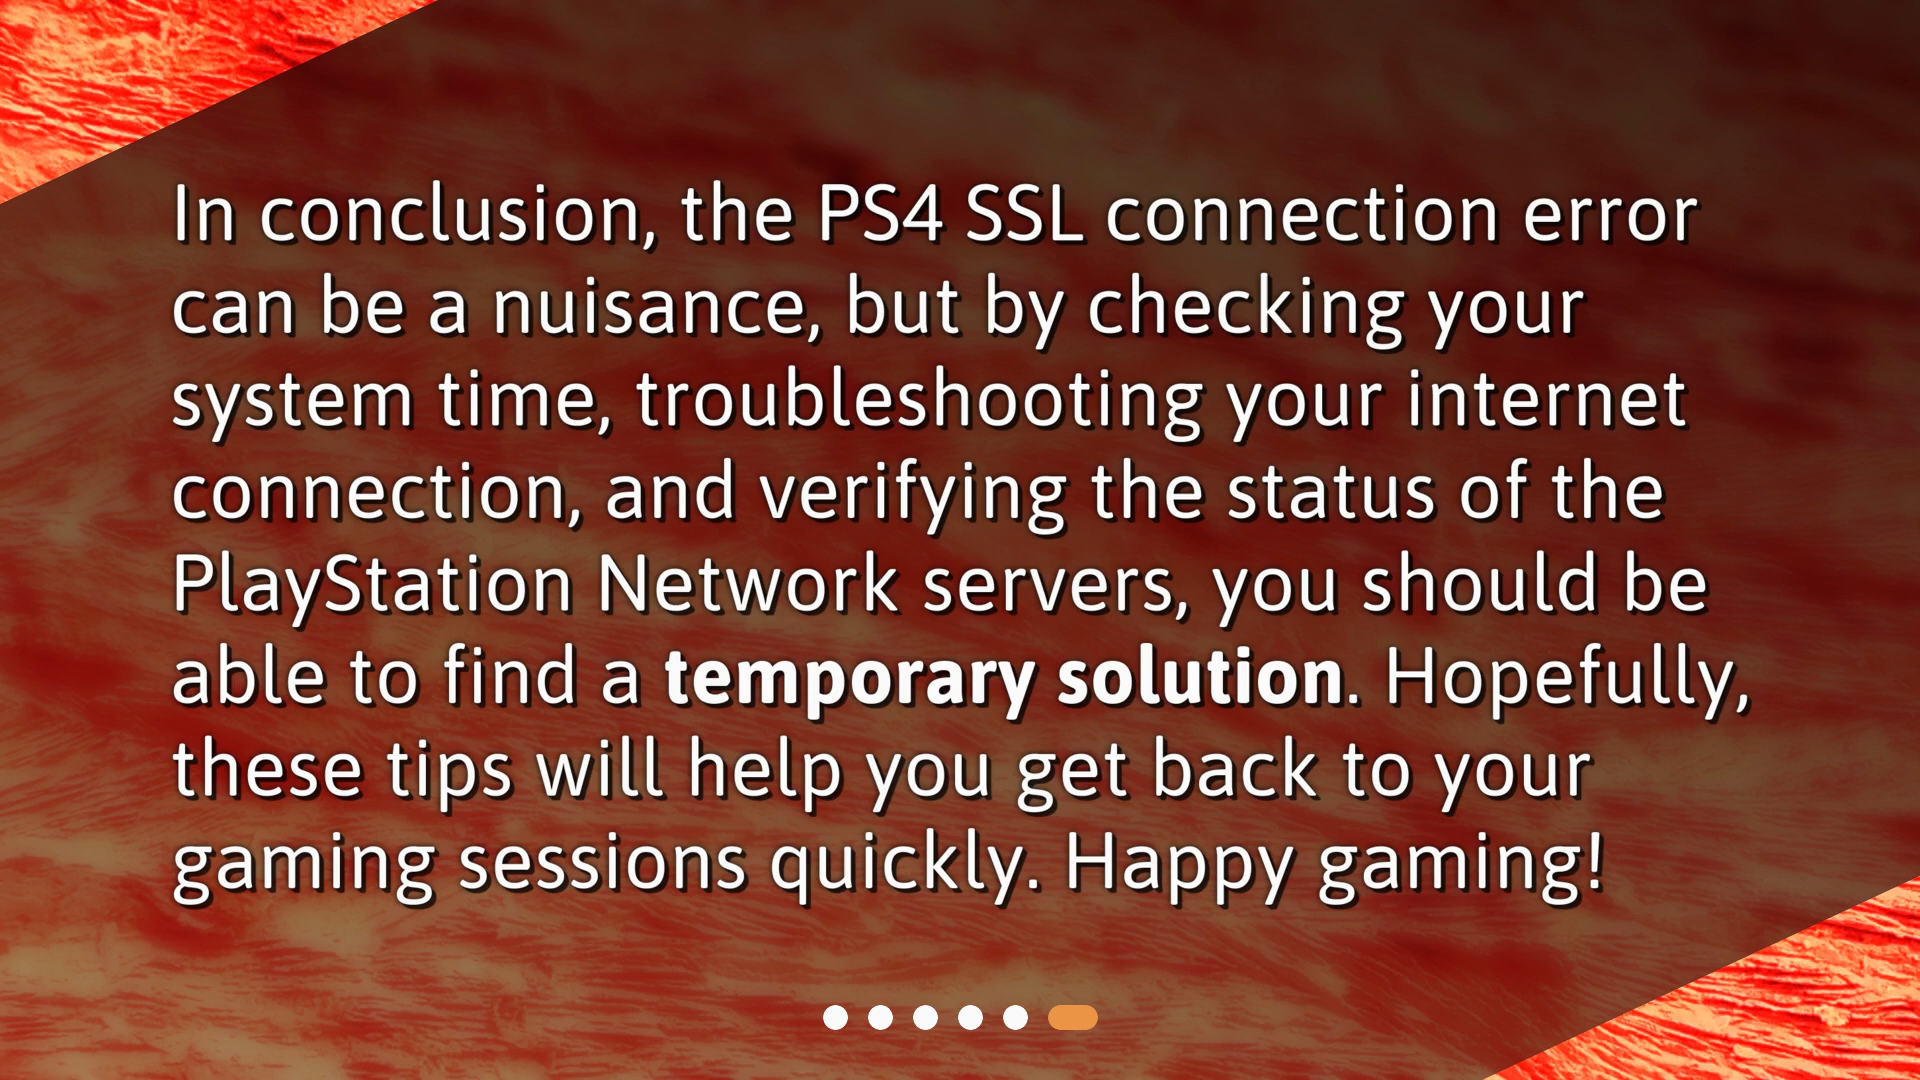 In conclusion, the PS4 SSL connection error
can be a nuisance, but by checking your
system time, troubleshooting your internet
connection, and verifying the status of the
PlayStation Network servers, you should be
able to find a temporary solution. Hopefully,
these tips will help you get back to your
gaming sessions quickly. Happy gaming!